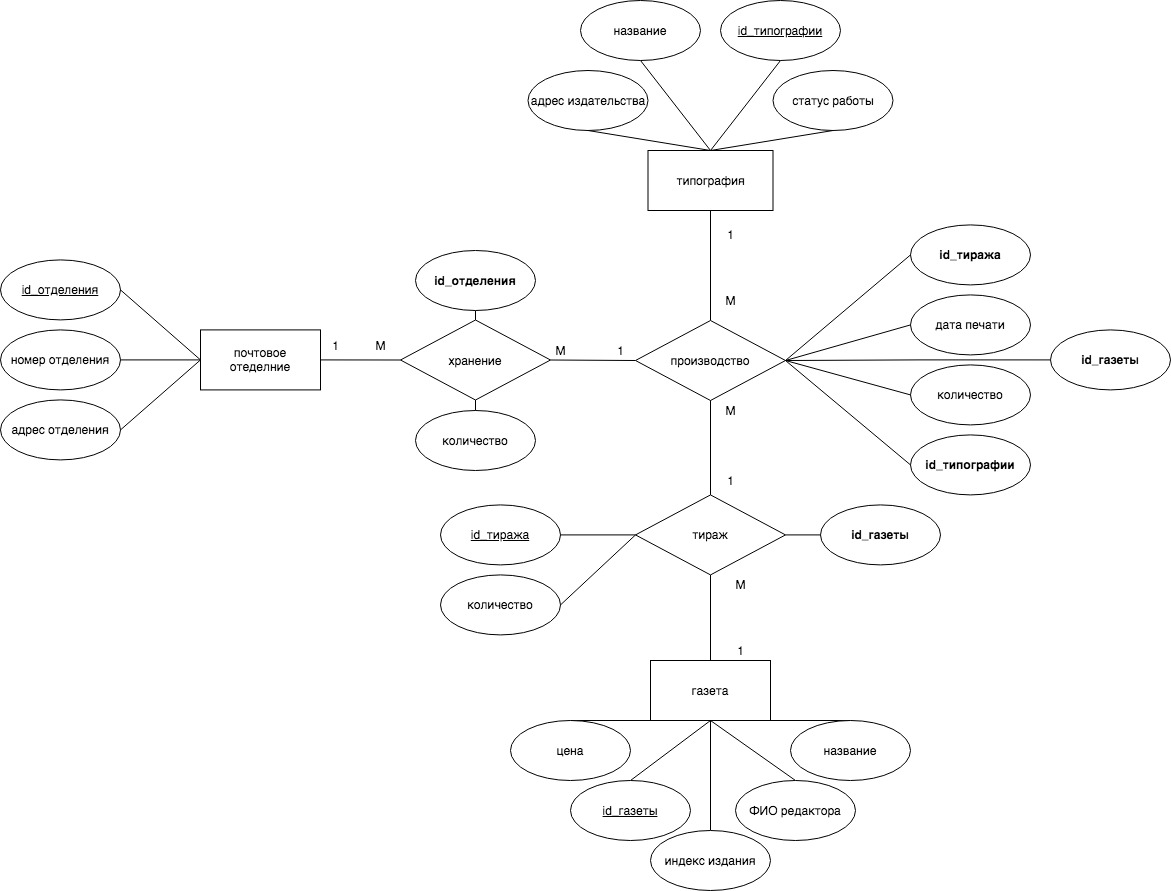 название
id_типографии
адрес издательства
статус работы
типография
1
id_тиража
id_отделения
id_отделения
M
дата печати
номер отделения
почтовое
отеделние
1
M
хранение
M
1
производство
id_газеты
количество
M
адрес отделения
количество
id_типографии
1
id_тиража
тираж
id_газеты
M
количество
1
газета
цена
название
id_газеты
ФИО редактора
индекс издания